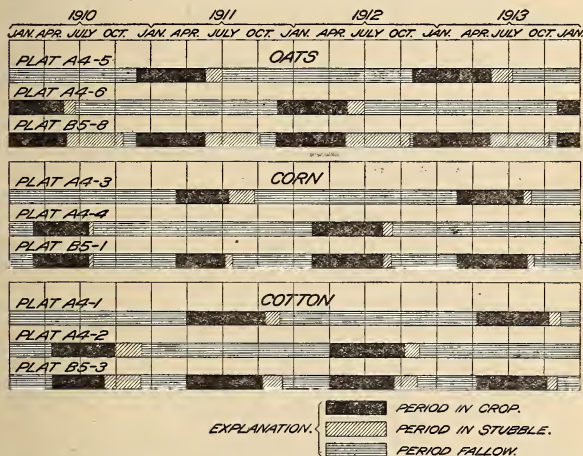 1910 1911 1912 1913
JAN. APR. JULY OCT. JAN. APR. JULY OCT. JAN. APR. JULY OCT. JAN. APR. JULY OCT. JAN.
OATS
PLAT A4-5
PLAT A4-6
PLAT B5-8
CORN
PLAT A4-3
PLAT A4-4
PLAT B5-1
COTTON
PLAT A4-1
PLAT A4-2
PLAT B5-3
EXPLANATION.
PERIOD IN CROP.
PERIOD IN STUBBLE.
PERIOD FALLOW.